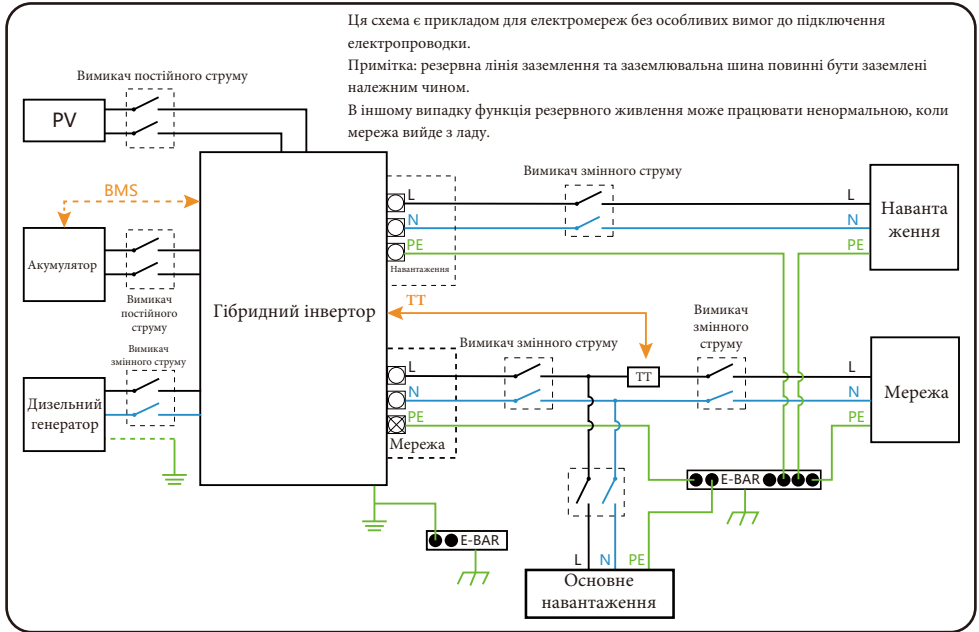 Ця схема є прикладом для електромереж без особливих вимог до підключення
електропроводки.
Примітка: резервна лінія заземлення та заземлювальна шина повинні бути заземлені
належним чином.
В іншому випадку функція резервного живлення може працювати ненормальною, коли
мережа вийде з ладу.
Вимикач постійного струму
PV
BMS
Акумулятор
Вимикач
постійного
струму
Вимикач
змінного струму
Дизельний
генератор
Гібридний інвертор
L
N
PE
Навантаження
Вимикач змінного струму
L
N
PE
Наванта
ження
ТТ
Вимикач змінного струму
Вимикач
змінного
струму
L
N
PE
Мережа
ТТ
L
N
PE
Мережа
E-BAR
E-BAR
L
N
PE
Основне
навантаження